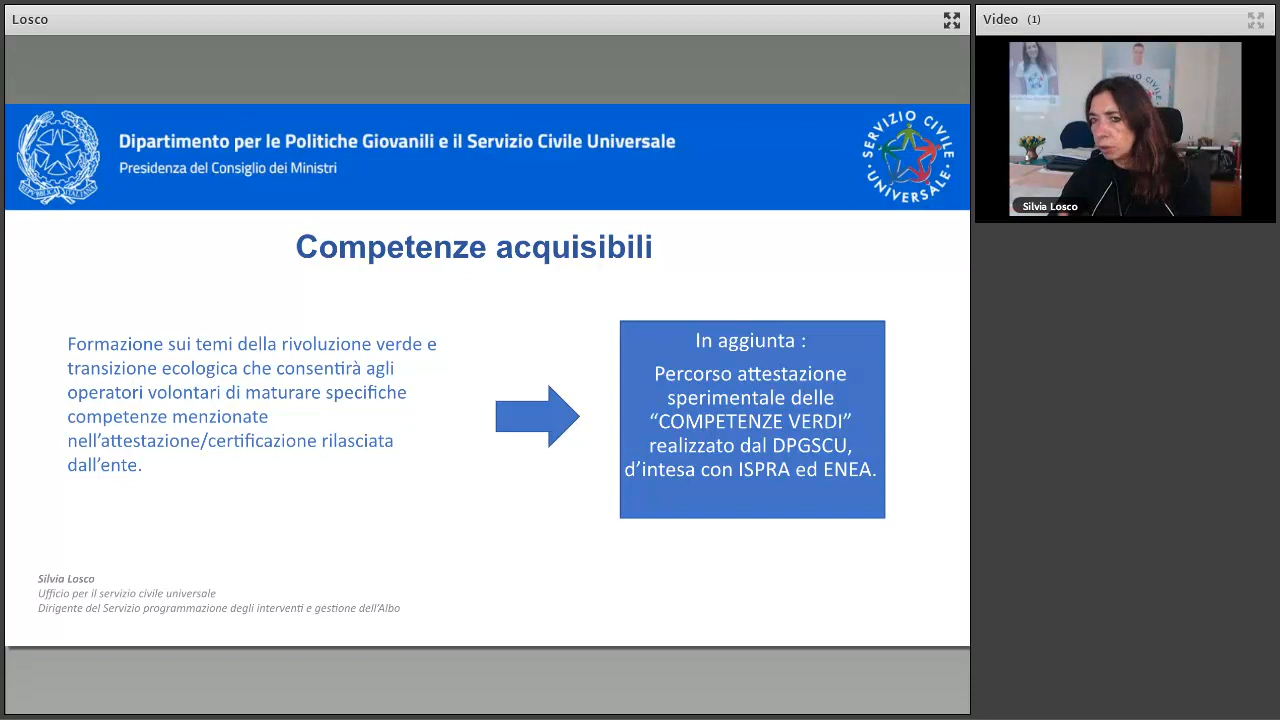 Losco
Video (1)
Dipartimento per le Politiche Giovanili e il Servizio Civile Universale
Presidenza del Consiglio dei Ministri
SERVIZIO CIVILE
UNIVERSALE
Competenze acquisibili
Formazione sui temi della rivoluzione verde e
transizione ecologica che consentirà agli
operatori volontari di maturare specifiche
competenze menzionate
nell'attestazione/certificazione rilasciata
dall'ente.
In aggiunta :
Percorso attestazione
sperimentale delle
“COMPETENZE VERDI”
realizzato dal DPGSCU,
d'intesa con ISPRA ed ENEA.
Silvia Losco
Ufficio per il servizio civile universale
Dirigente del Servizio programmazione degli interventi e gestione dell'Albo
Silvia Losco